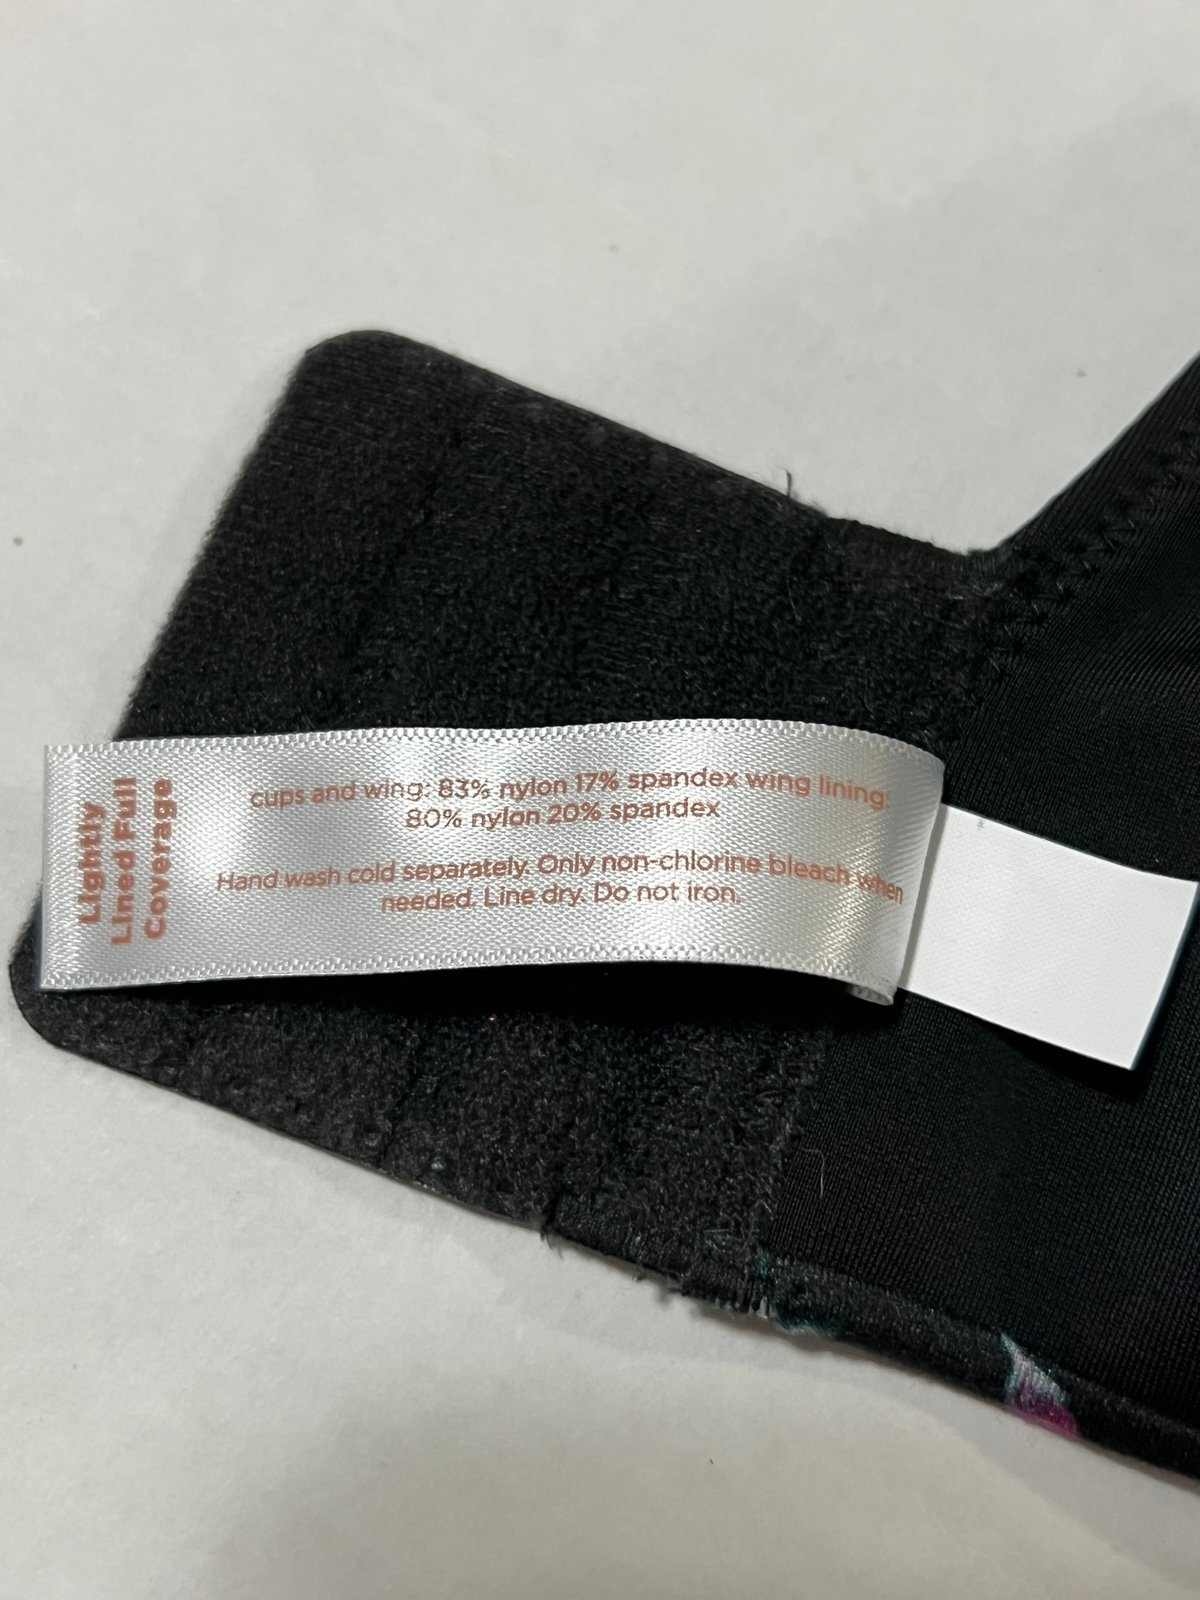 Lightly
Lined Full
Coverage
cups and wing: 83% nylon 17% spandex wing lining:
80% nylon 20% spandex
Hand wash cold separately. Only non-chlorine bleach when
needed. Line dry. Do not iron.